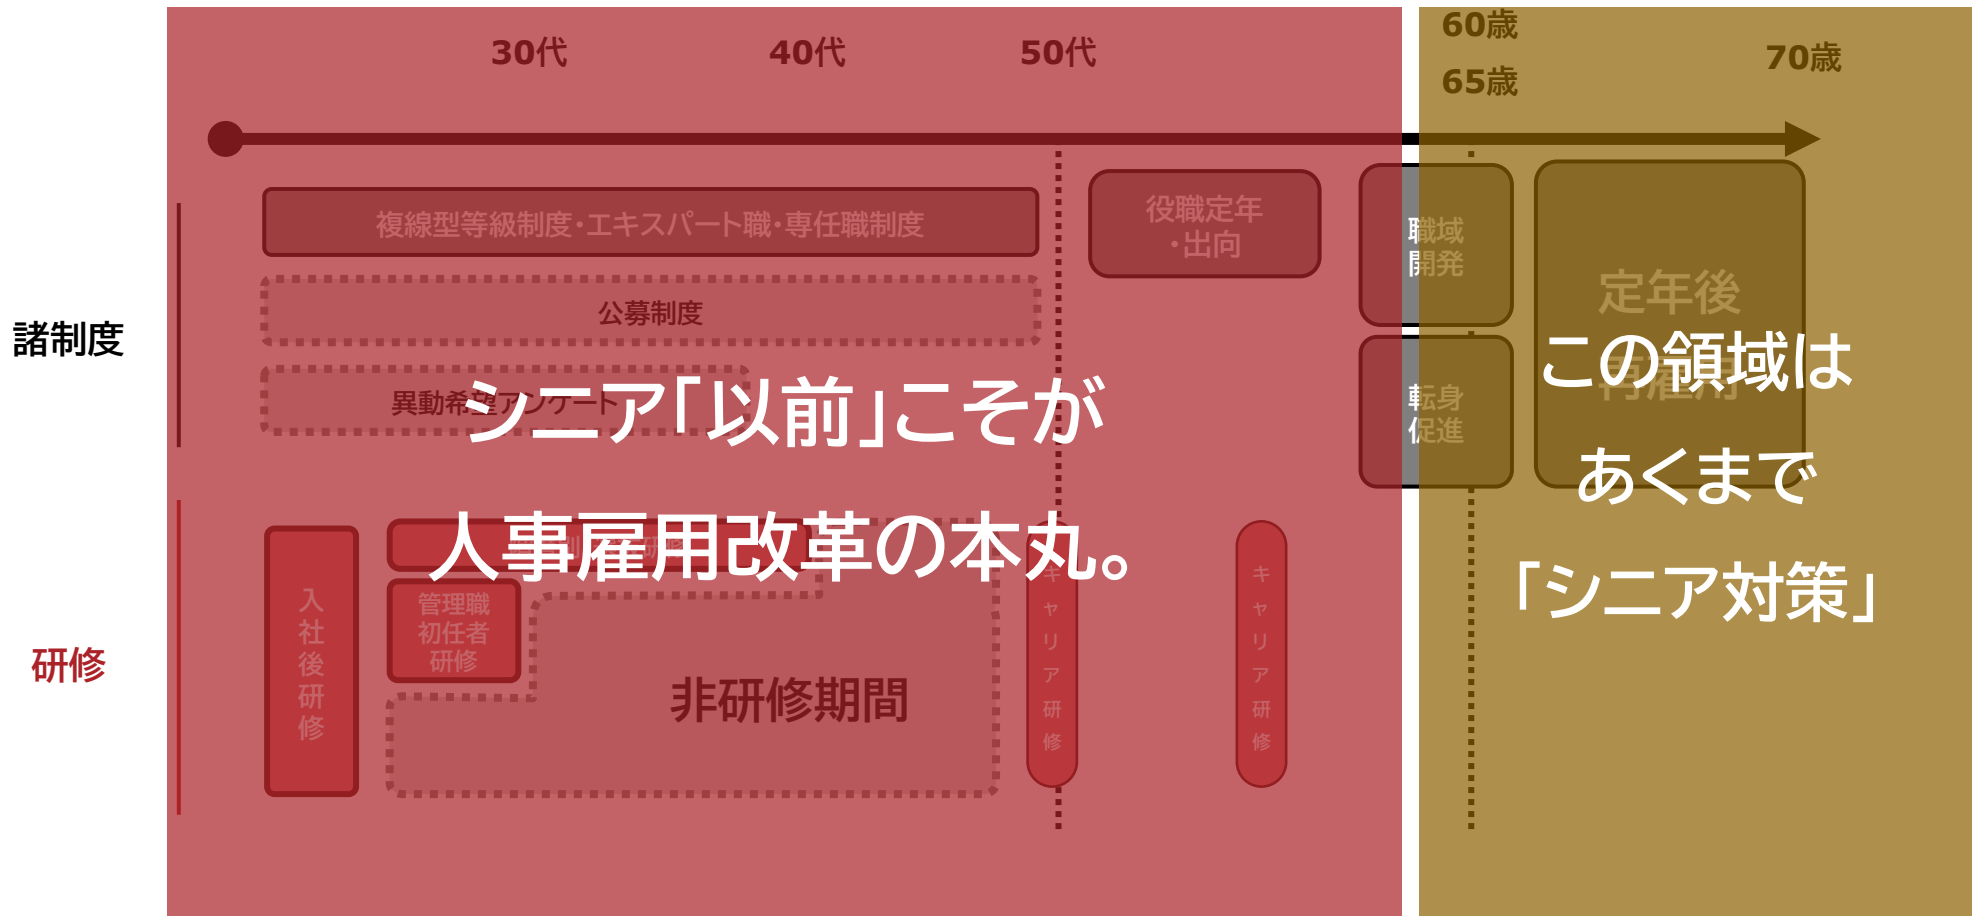 30代
40代
50代
60歳
65歳
70歳
諸制度
複線型等級制度・エキスパート職・専任職制度
公募制度
異動希望アンケート
役職定年
・出向
職域
開発
転身
促進
定年後
再雇用
シニア「以前」こそが
人事雇用改革の本丸。
この領域は
あくまで
「シニア対策」
研修
入社後研修
管理職
初任者
研修
非研修期間
キャリア研修
キャリア研修